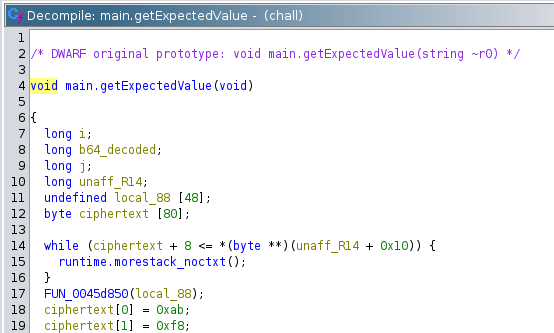 Decompile: main.getExpectedValue - (chall)
1
2 /* DWARF original prototype: void main.getExpectedValue(string ~r0) */
3
4 void main.getExpectedValue(void)
5
6 {
7 long i;
8 long b64_decoded;
9 long j;
10 long unaff_R14;
11 undefined local_88 [48];
12 byte ciphertext [80];
13
14 while (ciphertext + 8 <= *(byte **)(unaff_R14 + 0x10)) {
15 runtime.morestack_noctxt();
16 }
17 FUN_0045d850(local_88);
18 ciphertext[0] = 0xab;
19 ciphertext[1] = 0xf8;